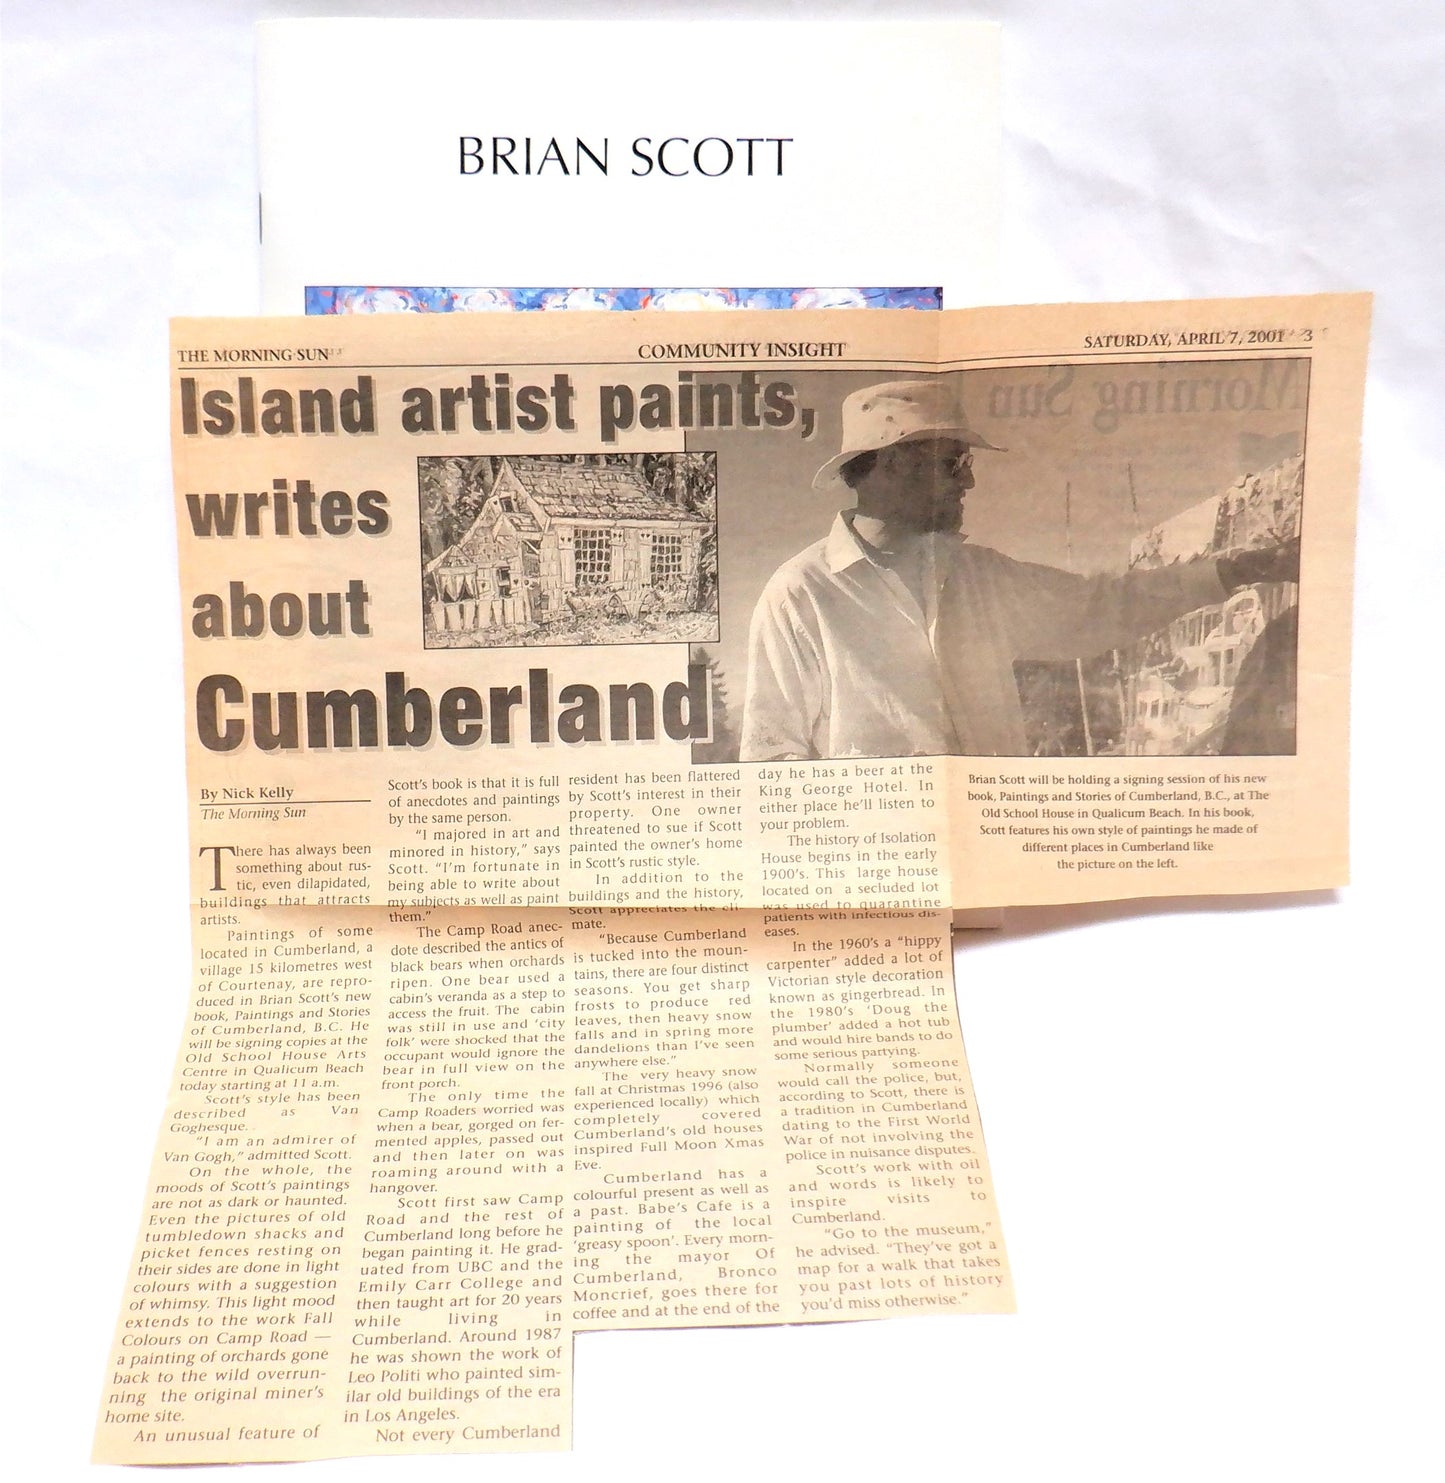 BRIAN SCOTT
THE MORNING SUN
COMMUNITY INSIGHT
SATURDAY, APRIL 7, 2001 3
Island artist paints,
writes
about
Cumberland
By Nick Kelly
The Morning Sun
There has always been
something about rus-
tic, even dilapidated,
buildings that attracts
artists.
Paintings of some
located in Cumberland, a
village 15 kilometres west
of Courtenay, are repro-
duced in Brian Scott's new
book, Paintings and Stories
of Cumberland, B.C. He
will be signing copies at the
Old School House Arts
Centre in Qualicum Beach
today starting at 11 a.m.
Scott's style has been
described as Van
Goghesque.
"I am an admirer of
Van Gogh," admitted Scott.
On the whole, the
moods of Scott's paintings
are not as dark or haunted.
Even the pictures of old
tumbledown shacks and
picket fences resting on
their sides are done in light
colours with a suggestion
of whimsy. This light mood
extends to the work Fall
Colours on Camp Road —
a painting of orchards gone
back to the wild overrun-
ning the original miner's
home site.
An unusual feature of
Scott's book is that it is full
of anecdotes and paintings
by the same person.
"I majored in art and
minored in history," says
Scott. "I'm fortunate in
being able to write about
my subjects as well as paint
them."
The Camp Road anec-
dote described the antics of
black bears when orchards
ripen. One bear used a
cabin's veranda as a step to
access the fruit. The cabin
was still in use and 'city
folk' were shocked that the
occupant would ignore the
bear in full view on the
front porch.
The only time the
Camp Roaders worried was
when a bear, gorged on fer-
mented apples, passed out
and then later on was
roaming around with a
hangover.
Scott first saw Camp
Road and the rest of
Cumberland long before he
began painting it. He grad-
uated from UBC and the
Emily Carr College and
then taught art for 20 years
while living in
Cumberland. Around 1987
he was shown the work of
Leo Politi who painted sim-
ilar old buildings of the era
in Los Angeles.
Not every Cumberland
resident has been flattered
by Scott's interest in their
property. One owner
threatened to sue if Scott
painted the owner's home
in Scott's rustic style.
In addition to the
buildings and the history,
Scott appreciates the cli-
mate.
"Because Cumberland
is tucked into the moun-
tains, there are four distinct
seasons. You get sharp
frosts to produce red
leaves, then heavy snow
falls and in spring more
dandelions than I've seen
anywhere else."
The very heavy snow
fall at Christmas 1996 (also
experienced locally) which
completely covered
Cumberland's old houses
inspired Full Moon Xmas
Eve.
Cumberland has a
colourful present as well as
a past. Babe's Cafe is a
painting of the local
'greasy spoon'. Every morn-
ing the mayor Of
Cumberland, Bronco
Moncrief, goes there for
coffee and at the end of the
day he has a beer at the
King George Hotel. In
either place he'll listen to
your problem.
The history of Isolation
House begins in the early
1900's. This large house
located on a secluded lot
was used to quarantine
patients with infectious dis-
eases.
In the 1960's a "hippy
carpenter" added a lot of
Victorian style decoration
known as gingerbread. In
the 1980's 'Doug the
plumber' added a hot tub
and would hire bands to do
some serious partying.
Normally someone
would call the police, but,
according to Scott, there is
a tradition in Cumberland
dating to the First World
War of not involving the
police in nuisance disputes.
Scott's work with oil
and words is likely to
inspire visits to
Cumberland.
"Go to the museum,"
he advised. "They've got a
map for a walk that takes
you past lots of history
you'd miss otherwise."
Brian Scott will be holding a signing session of his new
book, Paintings and Stories of Cumberland, B.C., at The
Old School House in Qualicum Beach. In his book,
Scott features his own style of paintings he made of
different places in Cumberland like
the picture on the left.